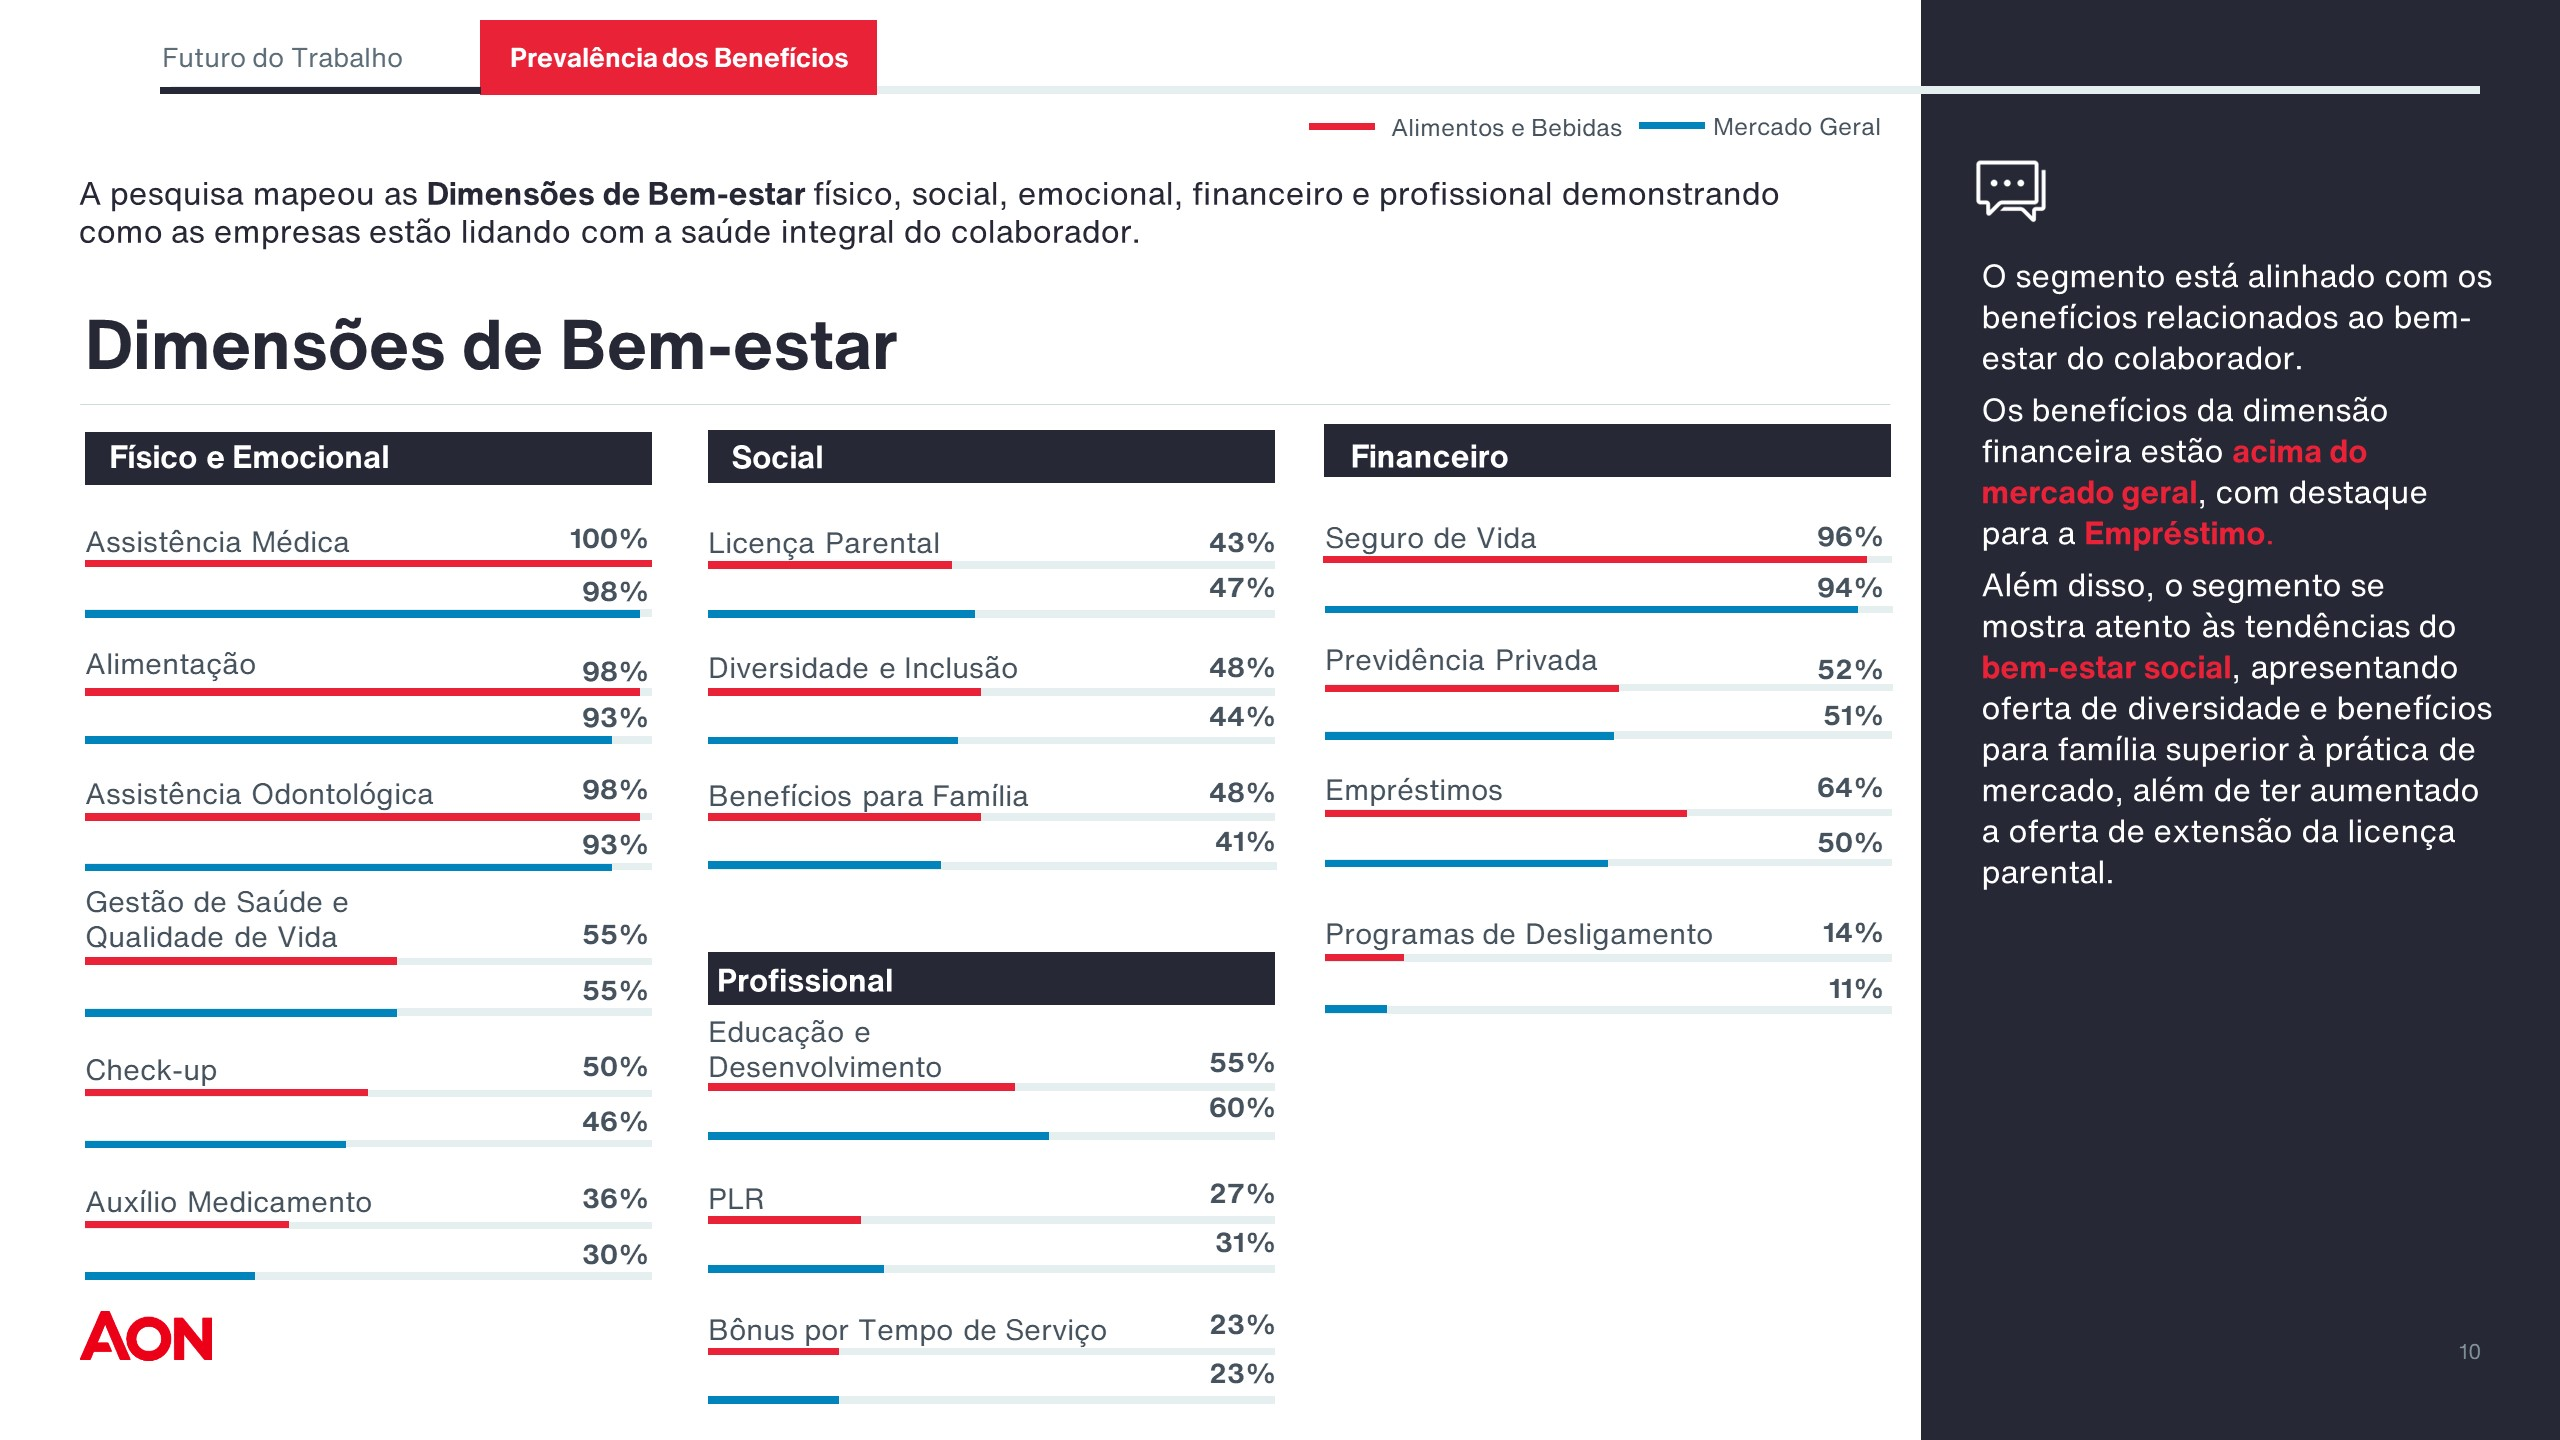 Futuro do Trabalho
Prevalência dos Benefícios
Alimentos e Bebidas
Mercado Geral
A pesquisa mapeou as Dimensões de Bem-estar físico, social, emocional, financeiro e profissional demonstrando
como as empresas estão lidando com a saúde integral do colaborador.
Dimensões de Bem-estar
Físico e Emocional
Assistência Médica 100%
98%
Alimentação 98%
93%
Assistência Odontológica 98%
93%
Gestão de Saúde e
Qualidade de Vida 55%
55%
Check-up 50%
46%
Auxílio Medicamento 36%
30%
Social
Licença Parental 43%
47%
Diversidade e Inclusão 48%
44%
Benefícios para Família 48%
41%
Profissional
Educação e
Desenvolvimento 55%
60%
PLR 27%
31%
Bônus por Tempo de Serviço 23%
23%
Financeiro
Seguro de Vida 96%
94%
Previdência Privada 52%
51%
Empréstimos 64%
50%
Programas de Desligamento 14%
11%
O segmento está alinhado com os
benefícios relacionados ao bem-
estar do colaborador.
Os benefícios da dimensão
financeira estão acima do
mercado geral, com destaque
para a Empréstimo.
Além disso, o segmento se
mostra atento às tendências do
bem-estar social, apresentando
oferta de diversidade e benefícios
para família superior à prática de
mercado, além de ter aumentado
a oferta de extensão da licença
parental.
AON
10